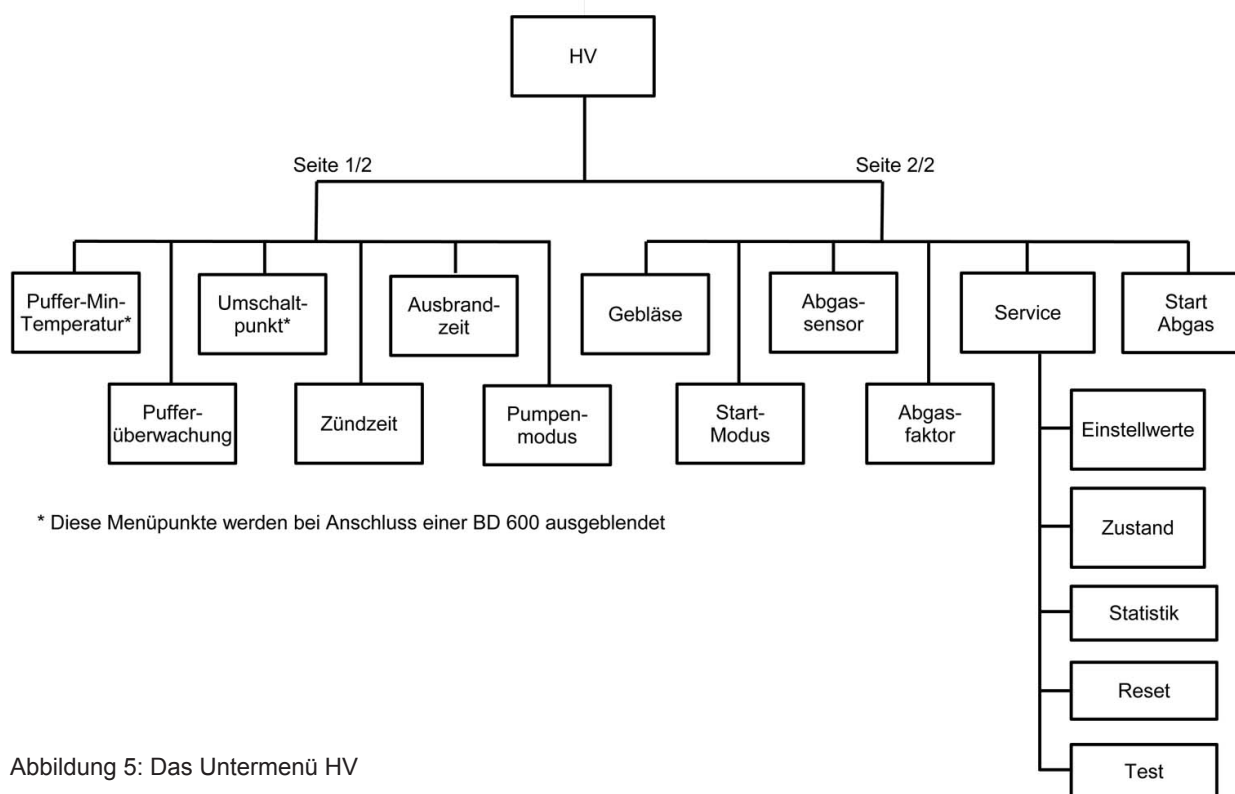 HV
Seite 1/2
Seite 2/2
Puffer-Min-
Temperatur*
Umschalt-
punkt*
Ausbrand-
zeit
Gebläse
Abgas-
sensor
Service
Start
Abgas
Puffer-
überwachung
Zündzeit
Pumpen-
modus
Start-
Modus
Abgas-
faktor
Einstellwerte
Zustand
Statistik
Reset
Test
* Diese Menüpunkte werden bei Anschluss einer BD 600 ausgeblendet
Abbildung 5: Das Untermenü HV